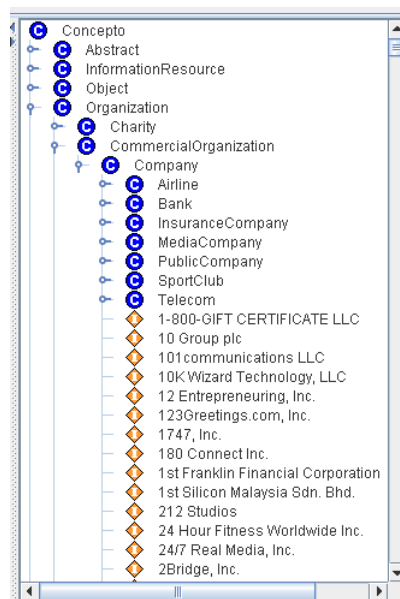 Concepto
Abstract
InformationResource
Object
Organization
Charity
CommercialOrganization
Company
Airline
Bank
InsuranceCompany
MediaCompany
PublicCompany
SportClub
Telecom
1-800-GIFT CERTIFICATE LLC
10 Group plc
101communications LLC
10K Wizard Technology, LLC
12 Entrepreneuring, Inc.
123Greetings.com, Inc.
1747, Inc.
180 Connect Inc.
1st Franklin Financial Corporation
1st Silicon Malaysia Sdn. Bhd.
212 Studios
24 Hour Fitness Worldwide Inc.
24/7 Real Media, Inc.
2Bridge, Inc.